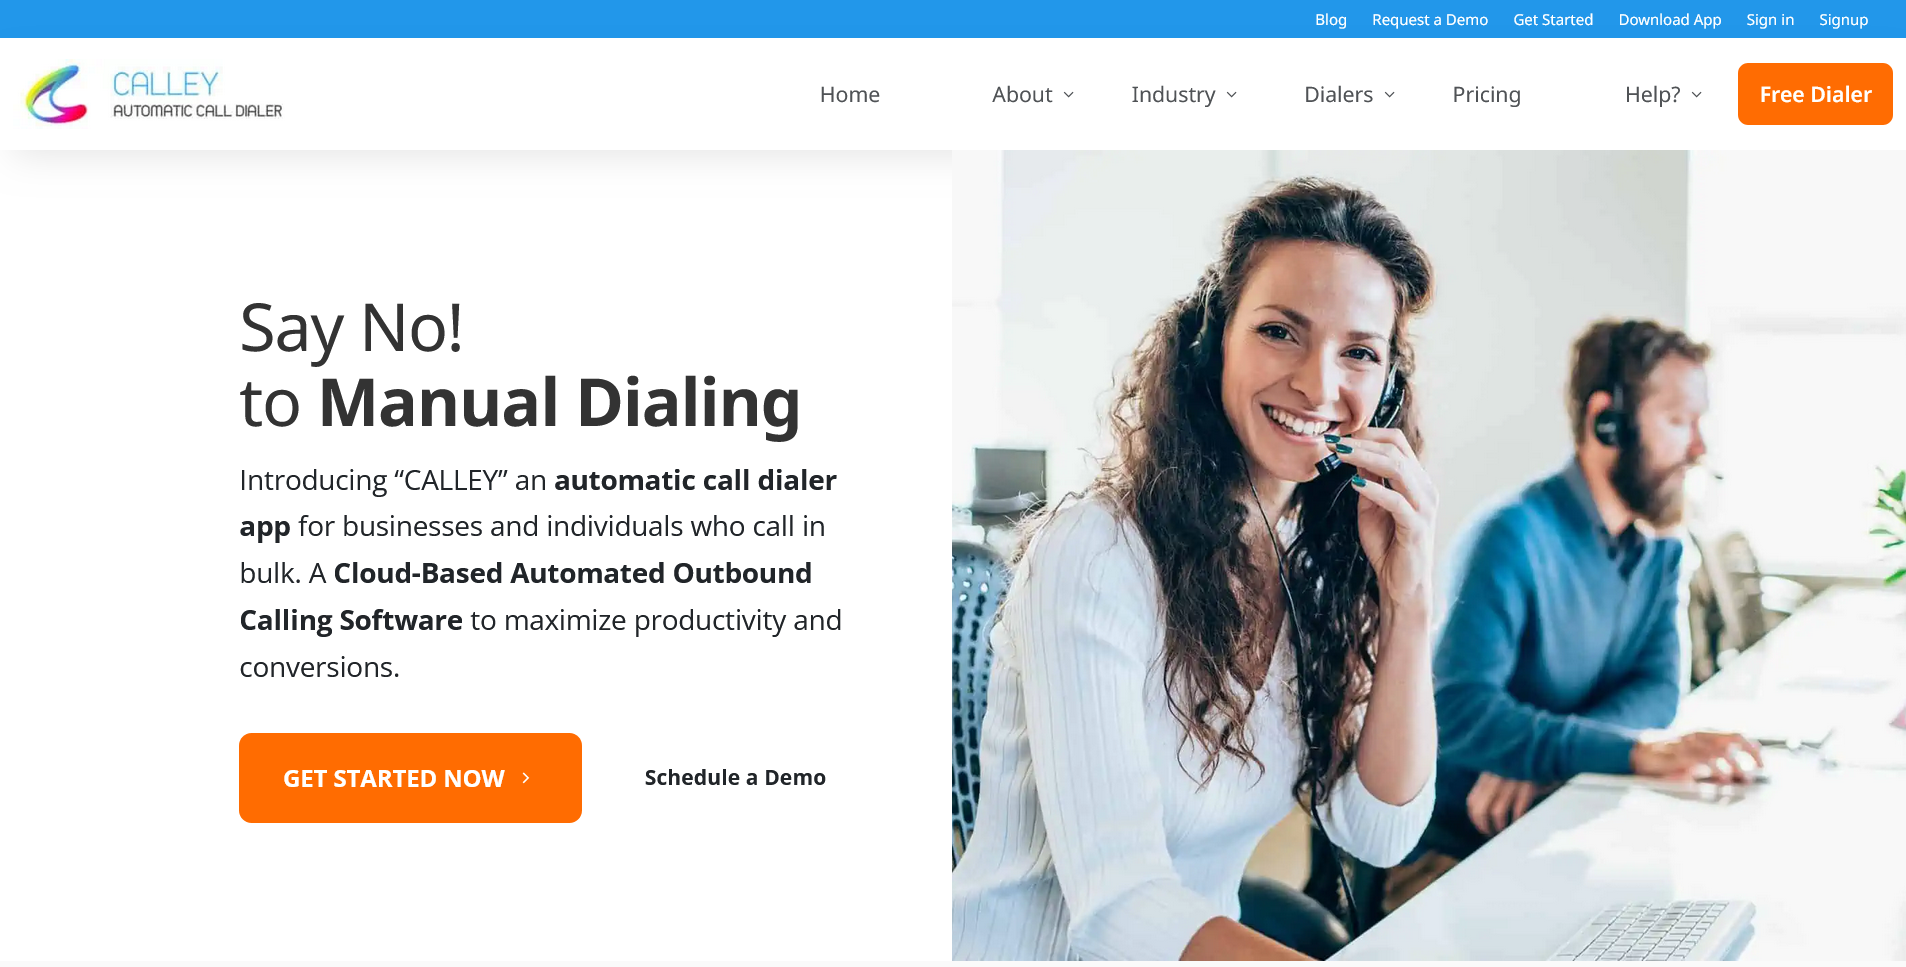 Blog Request a Demo Get Started Download App Sign in Signup
CALLEY
AUTOMATIC CALL DIALER
Home About Industry Dialers Pricing Help? Free Dialer
Say No!
to Manual Dialing
Introducing “CALLEY” an automatic call dialer
app for businesses and individuals who call in
bulk. A Cloud-Based Automated Outbound
Calling Software to maximize productivity and
conversions.
GET STARTED NOW
Schedule a Demo